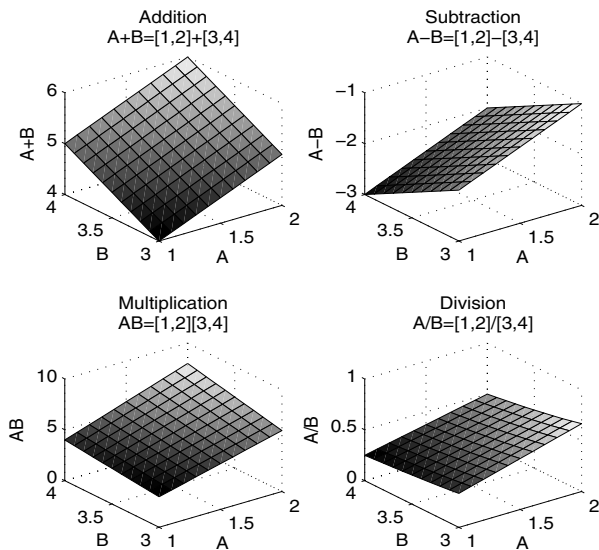 Addition
A+B=[1,2]+[3,4]
6
5
4
A+B
4
3.5
3
B
1
1.5
2
A
Subtraction
A−B=[1,2]−[3,4]
−1
−2
−3
A−B
4
3.5
3
B
1
1.5
2
A
Multiplication
AB=[1,2][3,4]
10
5
0
AB
4
3.5
3
B
1
1.5
2
A
Division
A/B=[1,2]/[3,4]
1
0.5
0
A/B
4
3.5
3
B
1
1.5
2
A